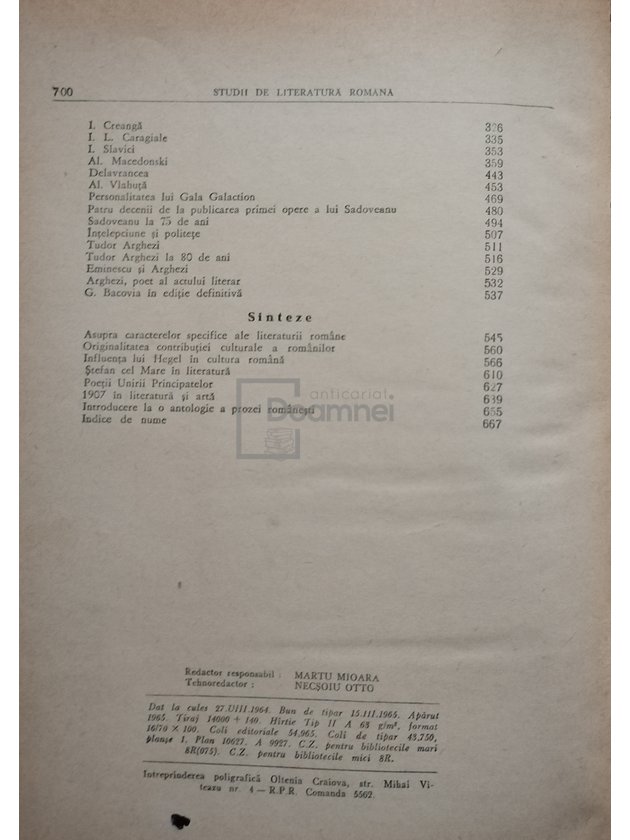 700 STUDII DE LITERATURĂ ROMANA
I. Creangă 326
I. L. Caragiale 335
I. Slavici 353
Al. Macedonski 359
Delavrancea 443
Al. Vlahuță 453
Personalitatea lui Gala Galaction 469
Patru decenii de la publicarea primei opere a lui Sadoveanu 480
Sadoveanu la 75 de ani 494
Înțelepciune și politețe 507
Tudor Arghezi 511
Tudor Arghezi la 80 de ani 516
Eminescu și Arghezi 529
Arghezi, poet al actului literar 532
G. Bacovia în ediție definitivă 537
Sinteze
Asupra caracterelor specifice ale literaturii române 545
Originalitatea contribuției culturale a românilor 560
Influența lui Hegel în cultura română 566
Ștefan cel Mare în literatură 610
Poeții Unirii Principatelor 627
1907 în literatură și artă 639
Introducere la o antologie a prozei românești 655
Indice de nume 667
anticariat
Doamnei
Redactor responsabil : MARTU MIOARA
Tehnoredactor : NECȘOIU OTTO
Dat la cules 27.VIII.1964. Bun de tipar 15.III.1965. Apărut
1965. Tiraj 14000 + 140. Hîrtie Tip II A 63 g/m², format
16/70 × 100. Coli editoriale 54,965. Coli de tipar 43,750,
planșe 1. Plan 10627. A 9927. C.Z. pentru bibliotecile mari
8R(075). C.Z. pentru bibliotecile mici 8R.
Intreprinderea poligrafică Oltenia Craiova, str. Mihai Vi-
teazu nr. 4 — R.P.R. Comanda 5562.